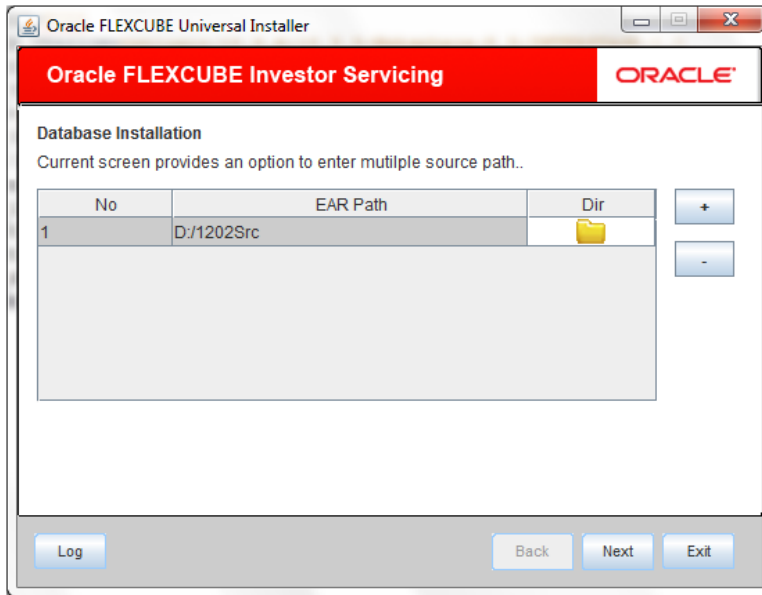 Oracle FLEXCUBE Universal Installer
Oracle FLEXCUBE Investor Servicing
ORACLE
Database Installation
Current screen provides an option to enter mutilple source path..
No EAR Path Dir +
1 D:/1202Src
-
Log Back Next Exit